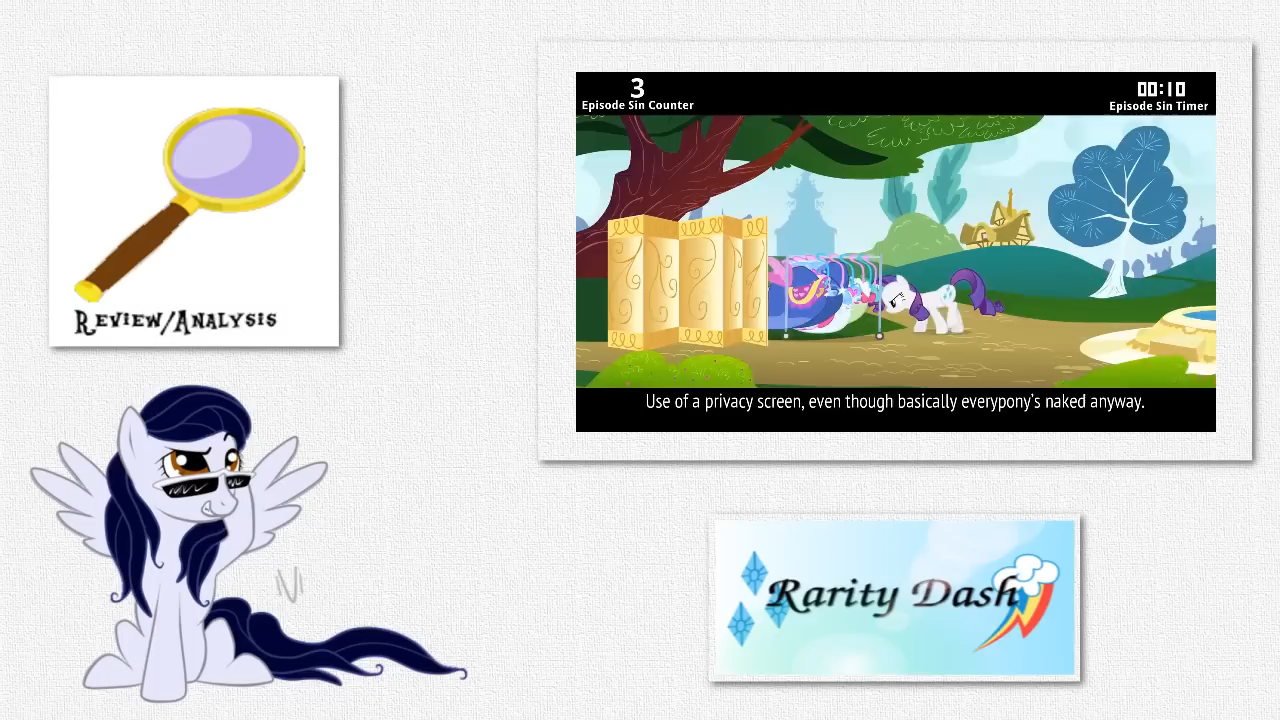 3
Episode Sin Counter
00:10
Episode Sin Timer
Use of a privacy screen, even though basically everypony's naked anyway.
Review/Analysis
Rarity Dash